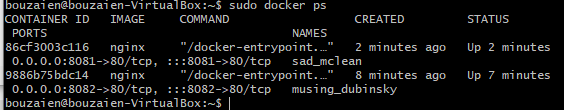 bouzaien@bouzaien-VirtualBox:~$ sudo docker ps
CONTAINER ID   IMAGE     COMMAND                  CREATED         STATUS
  PORTS                                   NAMES
86cf3003c116   nginx     "/docker-entrypoint.…"   2 minutes ago   Up 2 minutes
  0.0.0.0:8081->80/tcp, :::8081->80/tcp   sad_mclean
9886b75bdc14   nginx     "/docker-entrypoint.…"   8 minutes ago   Up 7 minutes
  0.0.0.0:8082->80/tcp, :::8082->80/tcp   musing_dubinsky
bouzaien@bouzaien-VirtualBox:~$